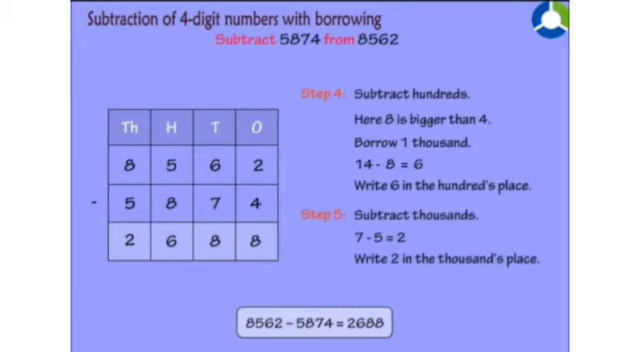 Subtraction of 4-digit numbers with borrowing
Subtract 5874 from 8562
Step 4: Subtract hundreds.
Here 8 is bigger than 4.
Borrow 1 thousand.
14 - 8 = 6
Write 6 in the hundred's place.
Step 5: Subtract thousands.
7 - 5 = 2
Write 2 in the thousand's place.
Th H T O
8 5 6 2
- 5 8 7 4
2 6 8 8
8562 - 5874 = 2688